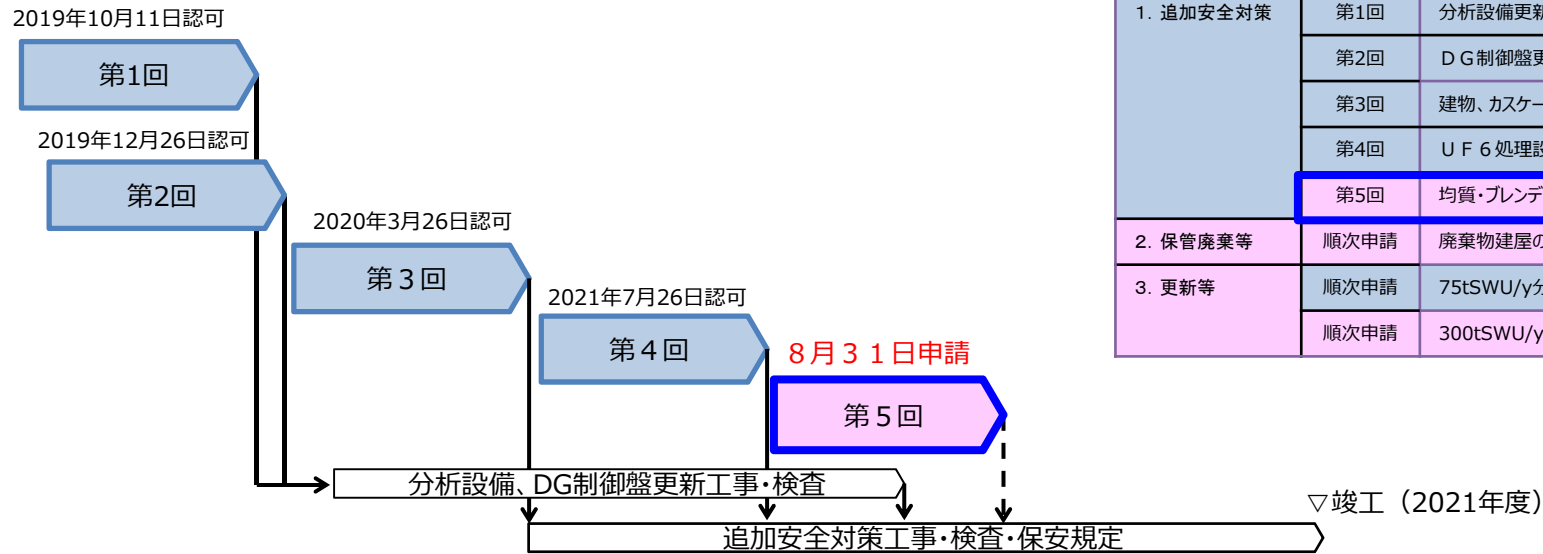 2019年10月11日認可
第1回
2019年12月26日認可
第2回
2020年3月26日認可
第３回
2021年7月26日認可
第４回
８月３１日申請
第５回
分析設備、DG制御盤更新工事・検査
追加安全対策工事・検査・保安規定
▽竣工（2021年度）
1. 追加安全対策
第1回
分析設備更
第2回
ＤＧ制御盤
第3回
建物、カスケー
第4回
ＵＦ６処理
第5回
均質・ブレンデ
2. 保管廃棄等
順次申請
廃棄物建屋の
3. 更新等
順次申請
75tSWU/y
順次申請
300tSWU/y